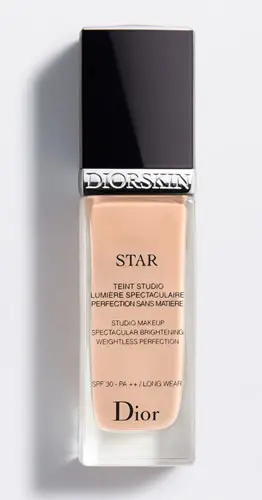 DIORSKIN
STAR
TEINT STUDIO
LUMIÈRE SPECTACULAIRE
PERFECTION SANS MATIÈRE
STUDIO MAKEUP
SPECTACULAR BRIGHTENING
WEIGHTLESS PERFECTION
SPF 30 - PA ++ / LONG WEAR
Dior